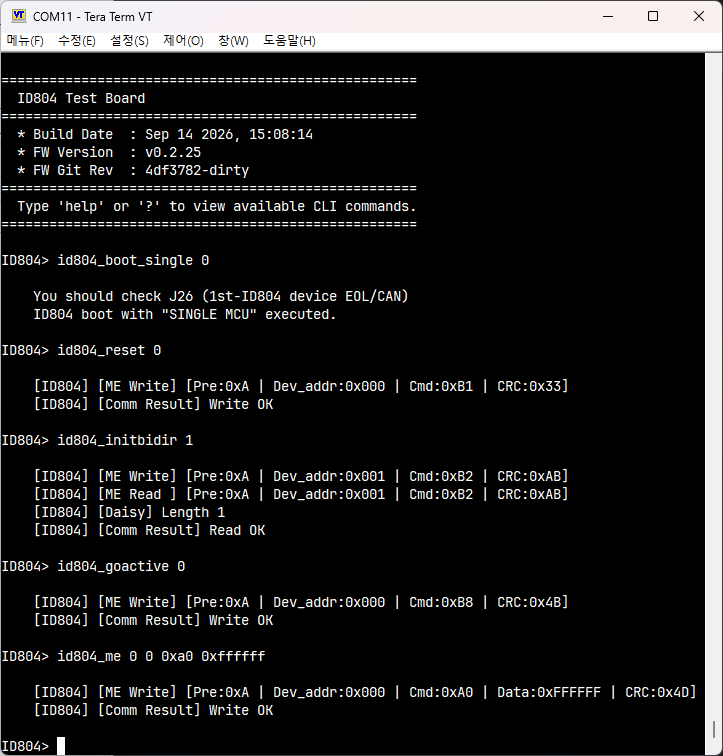 COM11 - Tera Term VT
메뉴(F) 수정(E) 설정(S) 제어(O) 창(W) 도움말(H)
====================================================
ID804 Test Board
====================================================
* Build Date  : Sep 14 2026, 15:08:14
* FW Version  : v0.2.25
* FW Git Rev  : 4df3782-dirty
====================================================
Type 'help' or '?' to view available CLI commands.
====================================================
ID804> id804_boot_single 0
You should check J26 (1st-ID804 device EOL/CAN)
ID804 boot with "SINGLE MCU" executed.
ID804> id804_reset 0
[ID804] [ME Write] [Pre:0xA | Dev_addr:0x000 | Cmd:0xB1 | CRC:0x33]
[ID804] [Comm Result] Write OK
ID804> id804_initbidir 1
[ID804] [ME Write] [Pre:0xA | Dev_addr:0x001 | Cmd:0xB2 | CRC:0xAB]
[ID804] [ME Read ] [Pre:0xA | Dev_addr:0x001 | Cmd:0xB2 | CRC:0xAB]
[ID804] [Daisy] Length 1
[ID804] [Comm Result] Read OK
ID804> id804_goactive 0
[ID804] [ME Write] [Pre:0xA | Dev_addr:0x000 | Cmd:0xB8 | CRC:0x4B]
[ID804] [Comm Result] Write OK
ID804> id804_me 0 0 0xa0 0xffffff
[ID804] [ME Write] [Pre:0xA | Dev_addr:0x000 | Cmd:0xA0 | Data:0xFFFFFF | CRC:0x4D]
[ID804] [Comm Result] Write OK
ID804>